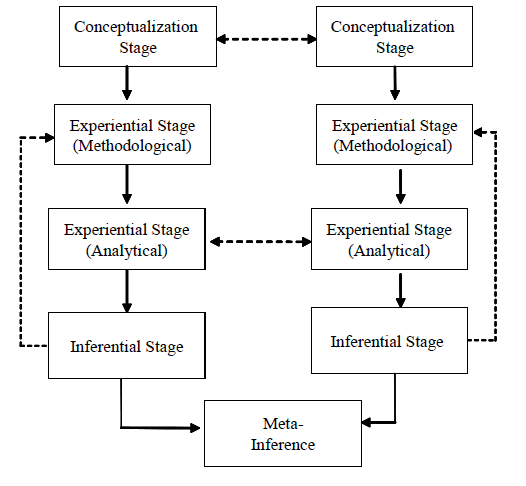 Conceptualization
Stage
Conceptualization
Stage
Experiential Stage
(Methodological)
Experiential Stage
(Methodological)
Experiential Stage
(Analytical)
Experiential Stage
(Analytical)
Inferential Stage
Inferential Stage
Meta-
Inference